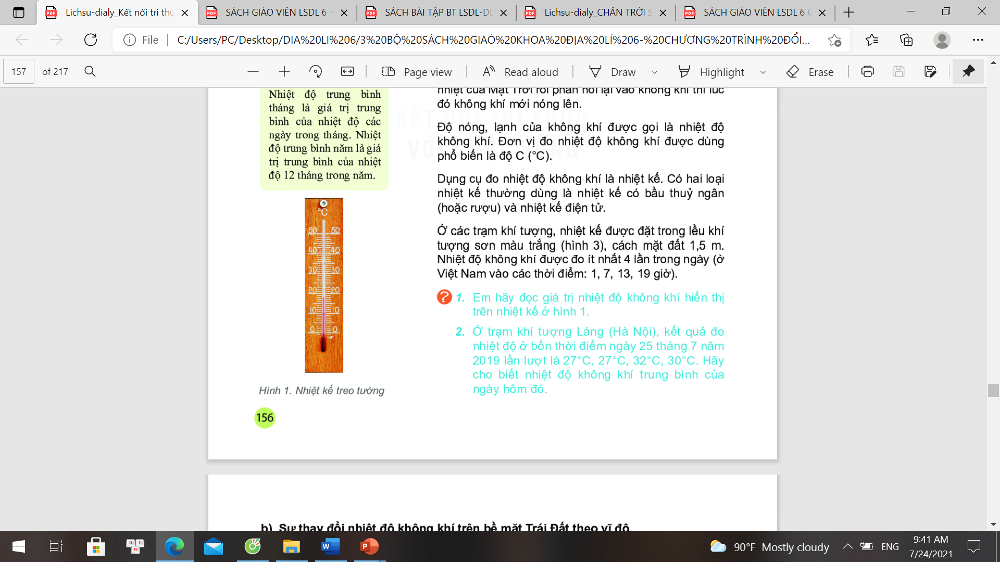 Lichsu-dialy_Kết nối tri thứ
SÁCH GIÁO VIÊN LSDL 6 -
SÁCH BÀI TẬP BT LSDL-DL
Lichsu-dialy_CHÂN TRỜI S
SÁCH GIÁO VIÊN LSDL 6 C
File
C:/Users/PC/Desktop/DIA%20LI%206/3%20BỘ%20SÁCH%20GIAÓ%20KHOA%20ĐỊA%20LÍ%206-%20CHƯƠNG%20TRÌNH%20ĐỔI...
157 of 217
Page view
Read aloud
Draw
Highlight
Erase
Nhiệt độ trung bình
tháng là giá trị trung
bình của nhiệt độ các
ngày trong tháng. Nhiệt
độ trung bình năm là giá
trị trung bình của nhiệt
độ 12 tháng trong năm.
°C
50 50
40 40
30 30
20 20
10 10
0 0
Hình 1. Nhiệt kế treo tường
156
KẾT NỐI TRI THỨC
VỚI CUỘC SỐNG
nhiệt của Mặt Trời rồi phản hồi lại vào không khí thì lúc
đó không khí mới nóng lên.
Độ nóng, lạnh của không khí được gọi là nhiệt độ
không khí. Đơn vị đo nhiệt độ không khí được dùng
phổ biến là độ C (°C).
Dụng cụ đo nhiệt độ không khí là nhiệt kế. Có hai loại
nhiệt kế thường dùng là nhiệt kế có bầu thuỷ ngân
(hoặc rượu) và nhiệt kế điện tử.
Ở các trạm khí tượng, nhiệt kế được đặt trong lều khí
tượng sơn màu trắng (hình 3), cách mặt đất 1,5 m.
Nhiệt độ không khí được đo ít nhất 4 lần trong ngày (ở
Việt Nam vào các thời điểm: 1, 7, 13, 19 giờ).
? 1. Em hãy đọc giá trị nhiệt độ không khí hiển thị
trên nhiệt kế ở hình 1.
2. Ở trạm khí tượng Láng (Hà Nội), kết quả đo
nhiệt độ ở bốn thời điểm ngày 25 tháng 7 năm
2019 lần lượt là 27°C, 27°C, 32°C, 30°C. Hãy
cho biết nhiệt độ không khí trung bình của
ngày hôm đó.
b) Sự thay đổi nhiệt độ không khí trên bề mặt Trái Đất theo vĩ độ
90°F Mostly cloudy
ENG
9:41 AM
7/24/2021